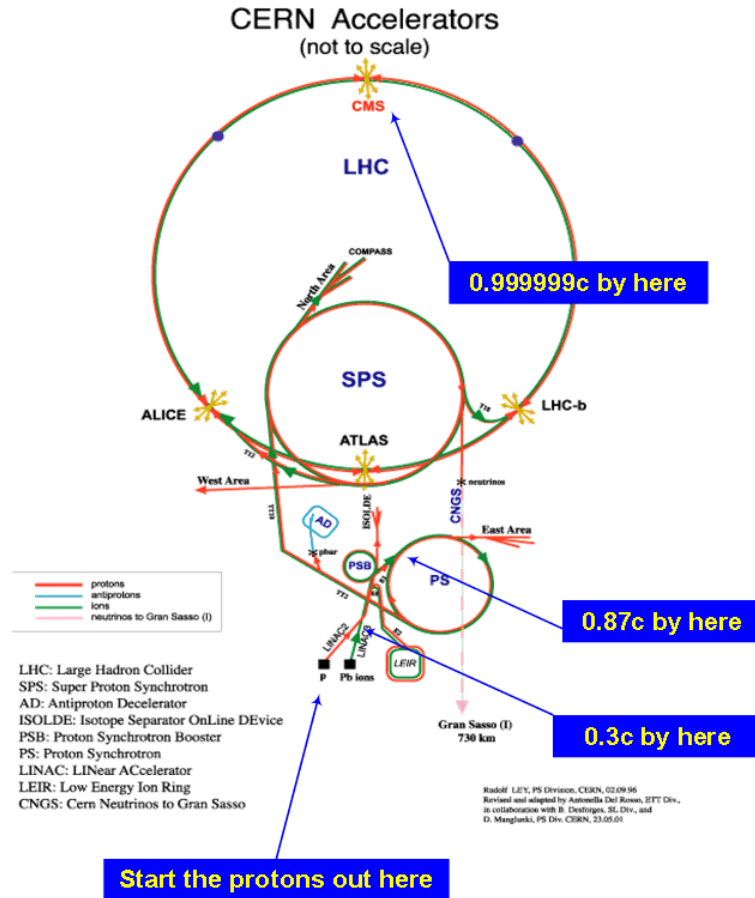 CERN Accelerators
(not to scale)
CMS
LHC
COMPASS
North Area
0.999999c by here
SPS
ALICE
LHC-b
TI8
ATLAS
TI2
West Area
neutrinos
CNGS
ISOLDE
TT10
AD
East Area
pbar
PSB
PS
protons
antiprotons
ions
neutrinos to Gran Sasso (I)
TT2
E2
0.87c by here
LINAC2
LINAC3
LEIR
p
Pb ions
LHC: Large Hadron Collider
SPS: Super Proton Synchrotron
AD: Antiproton Decelerator
ISOLDE: Isotope Separator OnLine DEvice
PSB: Proton Synchrotron Booster
PS: Proton Synchrotron
LINAC: LINear ACcelerator
LEIR: Low Energy Ion Ring
CNGS: Cern Neutrinos to Gran Sasso
Gran Sasso (I)
730 km
0.3c by here
Rudolf LEY, PS Division, CERN, 02.09.96
Revised and adapted by Antonella Del Rosso, ETT Div.,
in collaboration with B. Desforges, SL Div., and
D. Manglunki, PS Div. CERN, 23.05.01
Start the protons out here